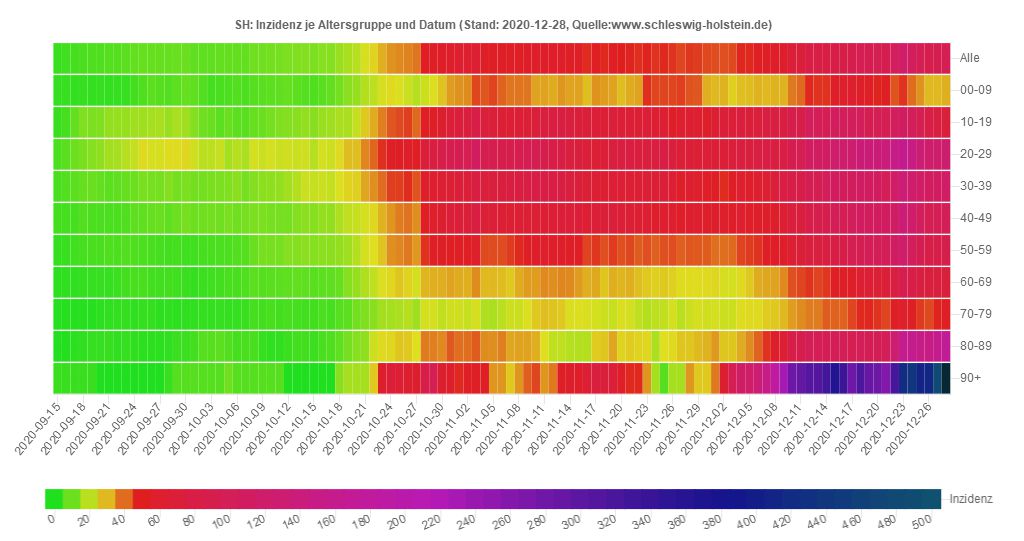 SH: Inzidenz je Altersgruppe und Datum (Stand: 2020-12-28, Quelle:www.schleswig-holstein.de)
Alle
00-09
10-19
20-29
30-39
40-49
50-59
60-69
70-79
80-89
90+
2020-09-15 2020-09-18 2020-09-21 2020-09-24 2020-09-27 2020-09-30 2020-10-03 2020-10-06 2020-10-09 2020-10-12 2020-10-15 2020-10-18 2020-10-21 2020-10-24 2020-10-27 2020-10-30 2020-11-02 2020-11-05 2020-11-08 2020-11-11 2020-11-14 2020-11-17 2020-11-20 2020-11-23 2020-11-26 2020-11-29 2020-12-02 2020-12-05 2020-12-08 2020-12-11 2020-12-14 2020-12-17 2020-12-20 2020-12-23 2020-12-26
Inzidenz
0 20 40 60 80 100 120 140 160 180 200 220 240 260 280 300 320 340 360 380 400 420 440 460 480 500